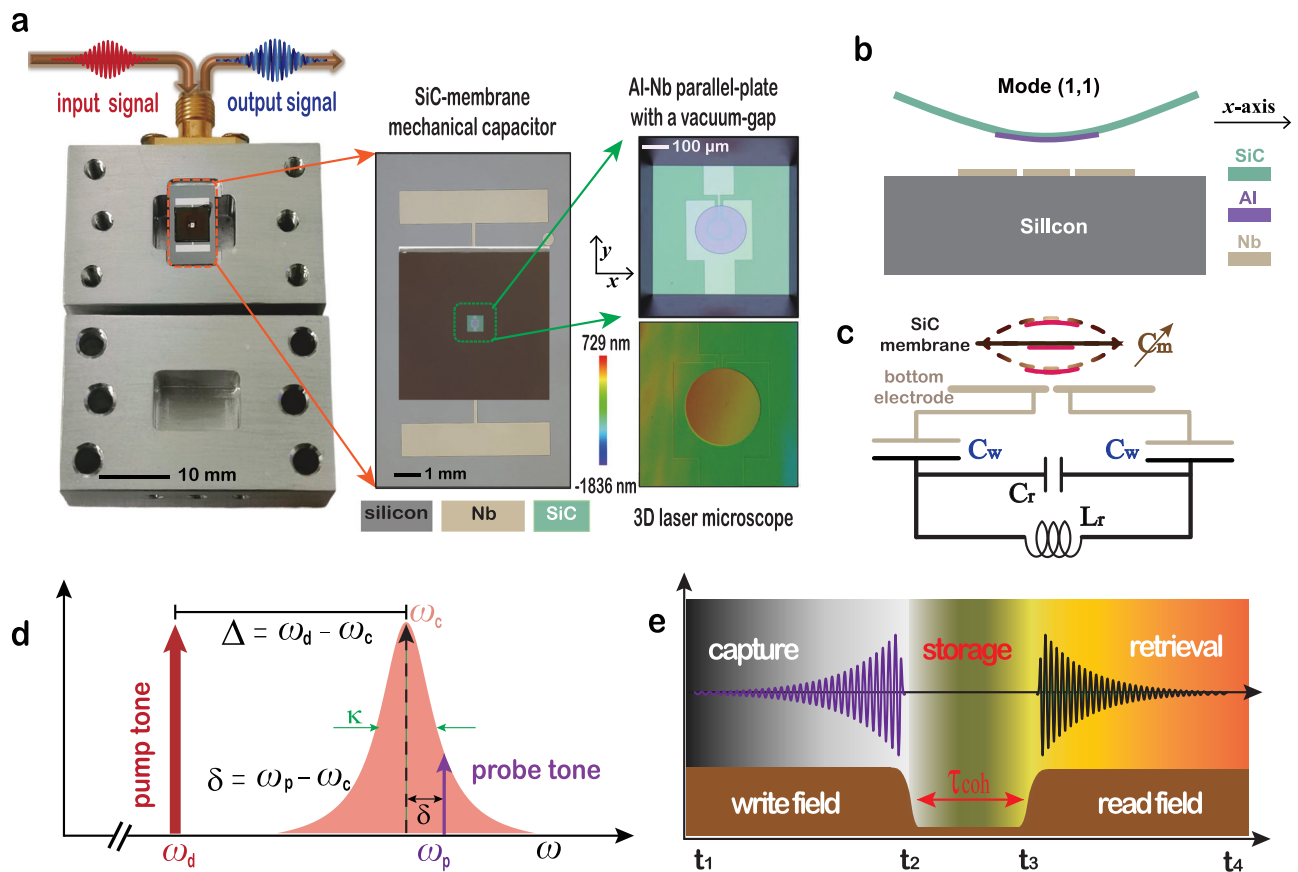 a
input signal
output signal
10 mm
SiC-membrane
mechanical capacitor
1 mm
silicon
Nb
SiC
Al-Nb parallel-plate
with a vacuum-gap
100 µm
y
x
729 nm
-1836 nm
3D laser microscope
b
Mode (1,1)
x-axis
SiC
Al
Nb
Sillcon
c
SiC
membrane
Cm
bottom
electrode
Cw
Cw
Cr
Lr
d
ωc
Δ = ωd − ωc
pump tone
κ
δ = ωp − ωc
probe tone
δ
ωd
ωp
ω
e
capture
storage
retrieval
τcoh
write field
read field
t1
t2
t3
t4